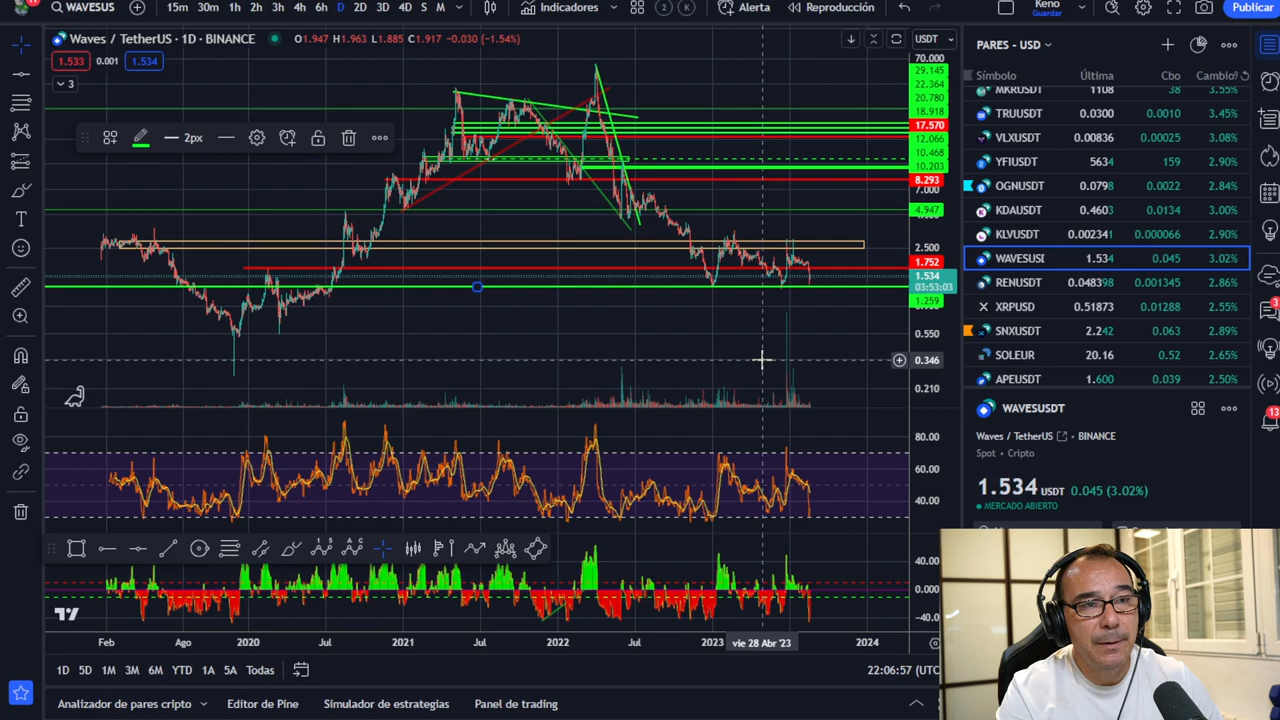 WAVESUS
15m 30m 1h 2h 3h 4h 6h D 2D 3D 4D S M
Indicadores
2 K
Alerta
Reproducción
Keno
Guardar
Publicar
Waves / TetherUS · 1D · BINANCE
O1.947 H1.963 L1.885 C1.917 −0.030 (−1.54%)
USDT
1.533 0.001 1.534
3
2px
70.000
29.145
22.364
20.780
18.918
17.570
12.066
10.468
10.203
8.293
7.000
4.947
2.500
1.752
1.534
03:53:03
1.259
0.550
0.346
0.210
80.00
60.00
40.00
40.00
0.000
-40.00
Feb Ago 2020 Jul 2021 Jul 2022 Jul 2023 vie 28 Abr '23 2024
1D 5D 1M 3M 6M YTD 1A 5A Todas
22:06:57 (UTC
Analizador de pares cripto Editor de Pine Simulador de estrategias Panel de trading
PARES - USD
Símbolo Última Cbo Cambio%
MKRUSDT 1108 38 3.55%
TRUUSDT 0.0300 0.0010 3.45%
VLXUSDT 0.00836 0.00025 3.08%
YFIUSDT 5634 159 2.90%
OGNUSDT 0.0798 0.0022 2.84%
KDAUSDT 0.4603 0.0134 3.00%
KLVUSDT 0.002341 0.000066 2.90%
WAVESUSI 1.534 0.045 3.02%
RENUSDT 0.048398 0.001345 2.86%
XRPUSD 0.51873 0.01288 2.55%
SNXUSDT 2.242 0.063 2.89%
SOLEUR 20.16 0.52 2.65%
APEUSDT 1.600 0.039 2.50%
WAVESUSDT
Waves / TetherUS · BINANCE
Spot · Cripto
1.534 USDT 0.045 (3.02%)
MERCADO ABIERTO
3
13